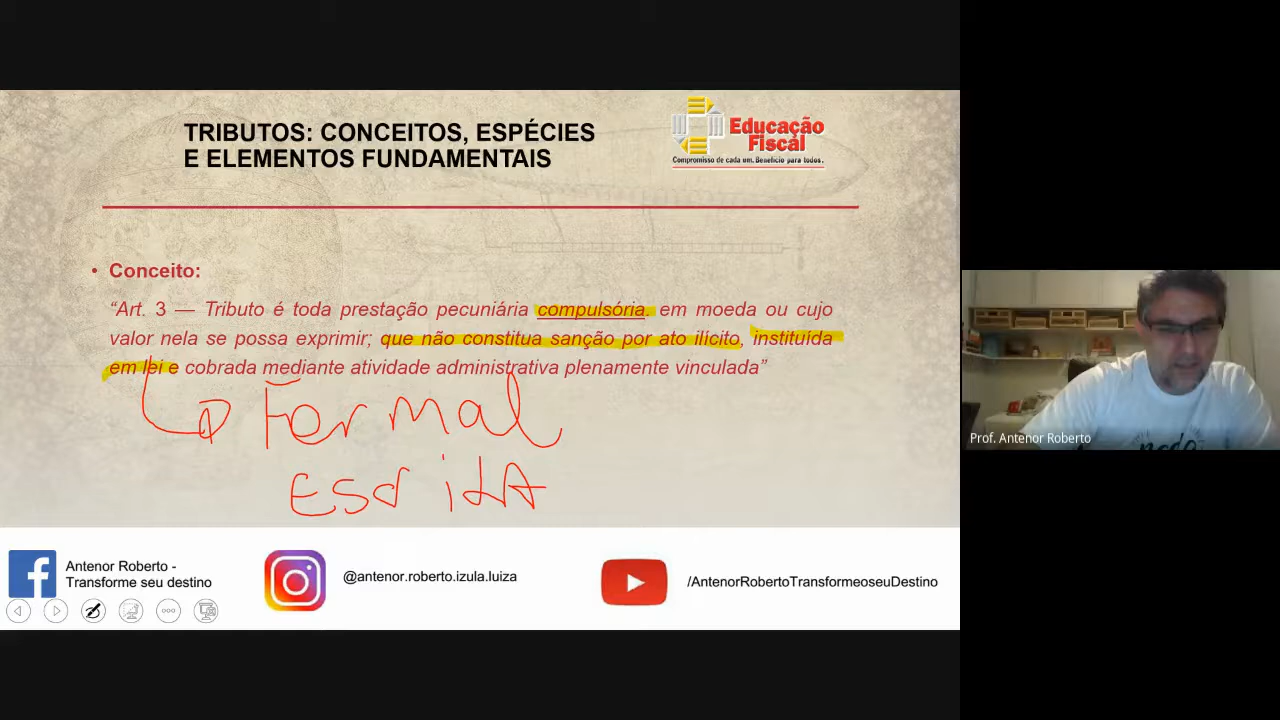 TRIBUTOS: CONCEITOS, ESPÉCIES
E ELEMENTOS FUNDAMENTAIS
Educação
Fiscal
Compromisso de cada um. Benefício para todos.
• Conceito:
“Art. 3 — Tributo é toda prestação pecuniária compulsória. em moeda ou cujo
valor nela se possa exprimir; que não constitua sanção por ato ilícito, instituída
em lei e cobrada mediante atividade administrativa plenamente vinculada”
Formal
Escrita
Prof. Antenor Roberto
Antenor Roberto -
Transforme seu destino
@antenor.roberto.izula.luiza
/AntenorRobertoTransformeoseuDestino